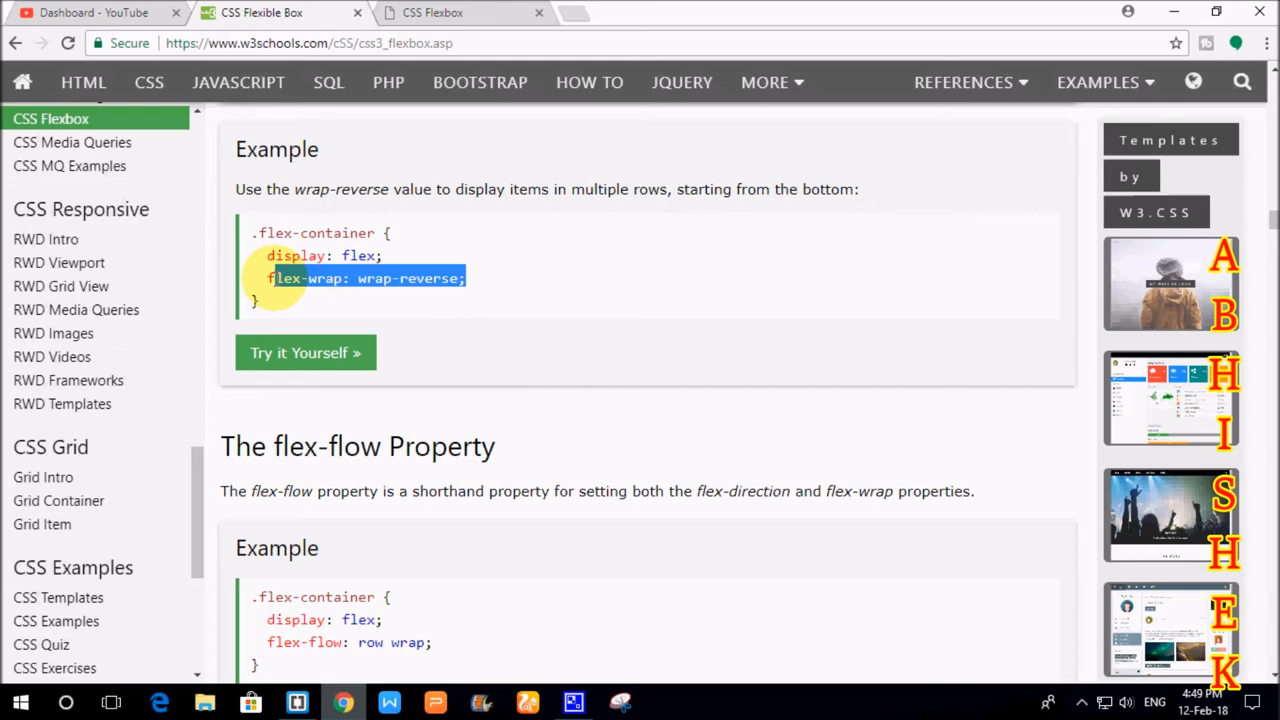 Dashboard - YouTube
CSS Flexible Box
CSS Flexbox
Secure
https://www.w3schools.com/cSS/css3_flexbox.asp
HTML
CSS
JAVASCRIPT
SQL
PHP
BOOTSTRAP
HOW TO
JQUERY
MORE
REFERENCES
EXAMPLES
CSS Flexbox
CSS Media Queries
CSS MQ Examples
CSS Responsive
RWD Intro
RWD Viewport
RWD Grid View
RWD Media Queries
RWD Images
RWD Videos
RWD Frameworks
RWD Templates
CSS Grid
Grid Intro
Grid Container
Grid Item
CSS Examples
CSS Templates
CSS Examples
CSS Quiz
CSS Exercises
Example
Use the wrap-reverse value to display items in multiple rows, starting from the bottom:
.flex-container {
display: flex;
flex-wrap: wrap-reverse;
}
Try it Yourself »
The flex-flow Property
The flex-flow property is a shorthand property for setting both the flex-direction and flex-wrap properties.
Example
.flex-container {
display: flex;
flex-flow: row wrap;
}
Templates
by
W3.CSS
A
B
H
I
S
H
E
K
ENG
4:49 PM
12-Feb-18